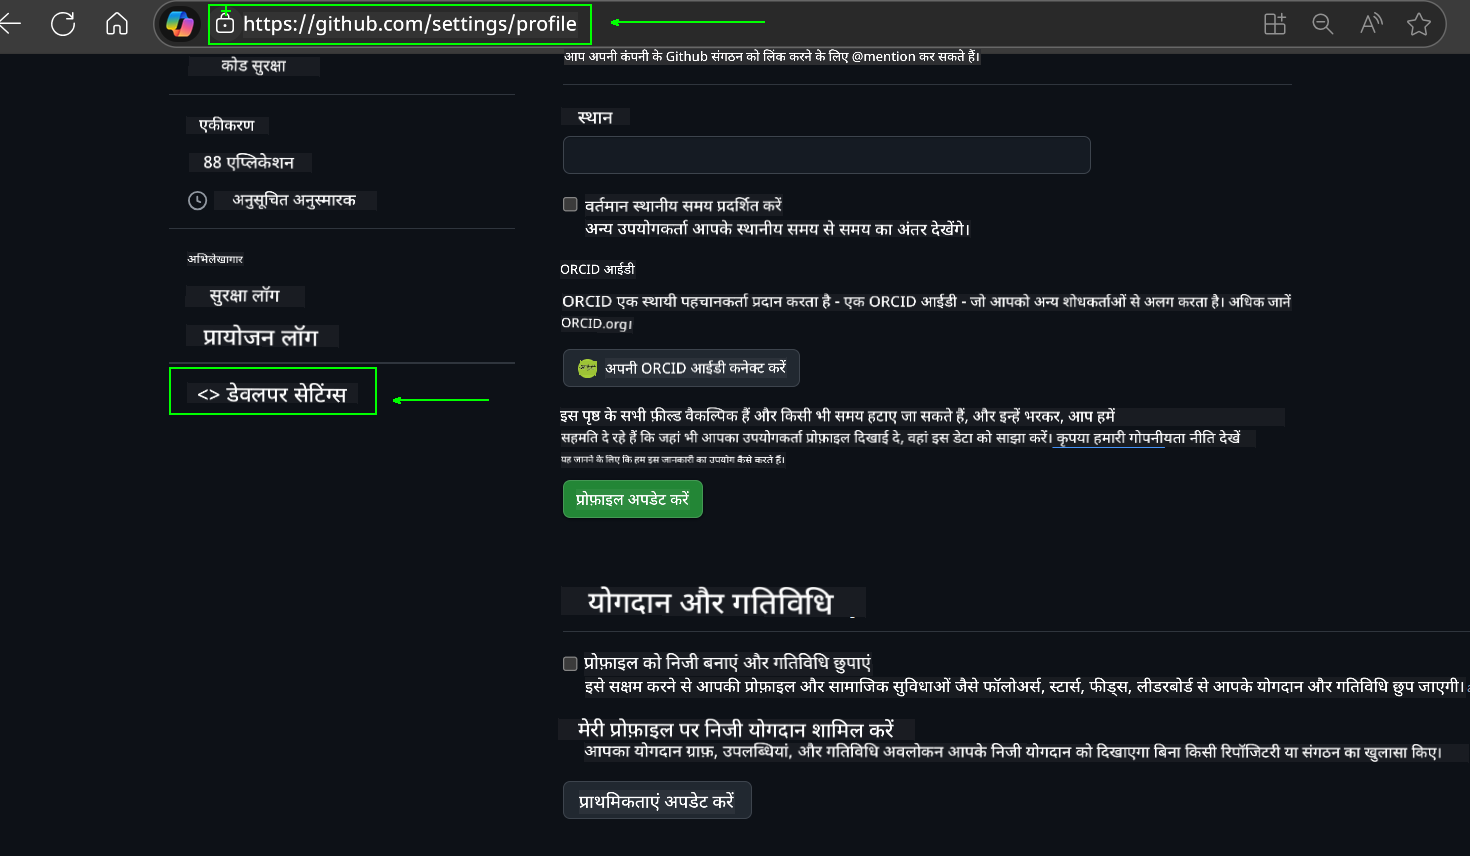 https://github.com/settings/profile
कोड सुरक्षा
एकीकरण
88 एप्लिकेशन
अनुसूचित अनुस्मारक
अभिलेखागार
सुरक्षा लॉग
प्रायोजन लॉग
<> डेवलपर सेटिंग्स
आप अपनी कंपनी के Github संगठन को लिंक करने के लिए @mention कर सकते हैं।
स्थान
वर्तमान स्थानीय समय प्रदर्शित करें
अन्य उपयोगकर्ता आपके स्थानीय समय से समय का अंतर देखेंगे।
ORCID आईडी
ORCID एक स्थायी पहचानकर्ता प्रदान करता है - एक ORCID आईडी - जो आपको अन्य शोधकर्ताओं से अलग करता है। अधिक जानें
ORCID.org।
अपनी ORCID आईडी कनेक्ट करें
इस पृष्ठ के सभी फ़ील्ड वैकल्पिक हैं और किसी भी समय हटाए जा सकते हैं, और इन्हें भरकर, आप हमें
सहमति दे रहे हैं कि जहां भी आपका उपयोगकर्ता प्रोफ़ाइल दिखाई दे, वहां इस डेटा को साझा करें। कृपया हमारी गोपनीयता नीति देखें
यह जानने के लिए कि हम इस जानकारी का उपयोग कैसे करते हैं।
प्रोफ़ाइल अपडेट करें
योगदान और गतिविधि
प्रोफ़ाइल को निजी बनाएं और गतिविधि छुपाएं
इसे सक्षम करने से आपकी प्रोफ़ाइल और सामाजिक सुविधाओं जैसे फॉलोअर्स, स्टार्स, फीड्स, लीडरबोर्ड से आपके योगदान और गतिविधि छुप जाएगी।
मेरी प्रोफ़ाइल पर निजी योगदान शामिल करें
आपका योगदान ग्राफ़, उपलब्धियां, और गतिविधि अवलोकन आपके निजी योगदान को दिखाएगा बिना किसी रिपॉजिटरी या संगठन का खुलासा किए।
प्राथमिकताएं अपडेट करें